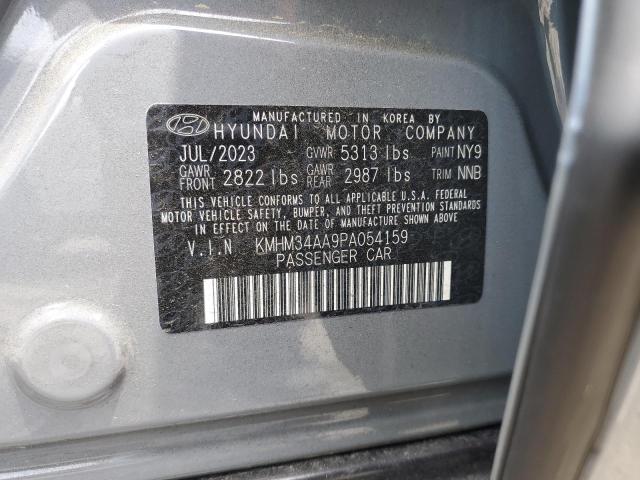 MANUFACTURED IN KOREA BY
HYUNDAI MOTOR COMPANY
JUL/2023 GVWR 5313 lbs PAINT NY9
GAWR FRONT 2822 lbs GAWR REAR 2987 lbs TRIM NNB
THIS VEHICLE CONFORMS TO ALL APPLICABLE U.S.A. FEDERAL
MOTOR VEHICLE SAFETY, BUMPER, AND THEFT PREVENTION STANDARDS
IN EFFECT ON THE DATE OF MANUFACTURE SHOWN ABOVE.
V.I.N KMHM34AA9PA054159
PASSENGER CAR